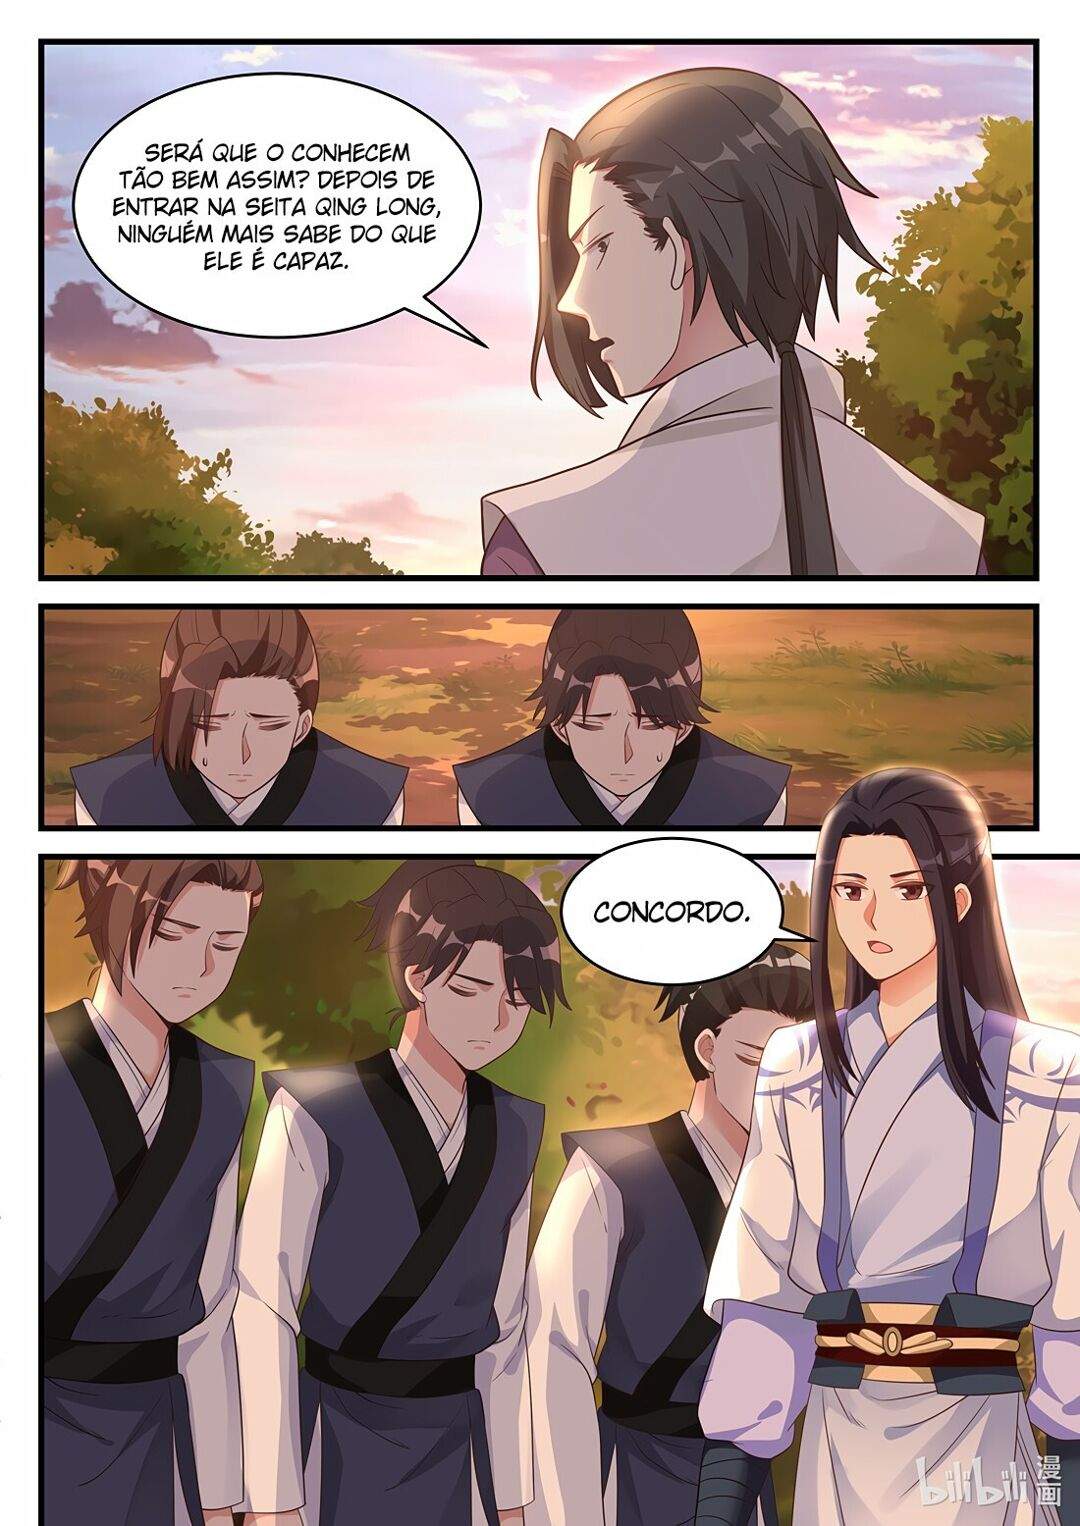 SERÁ QUE O CONHECEM
TÃO BEM ASSIM? DEPOIS DE
ENTRAR NA SEITA QING LONG,
NINGUÉM MAIS SABE DO QUE
ELE É CAPAZ.
CONCORDO.
bilibili 漫画